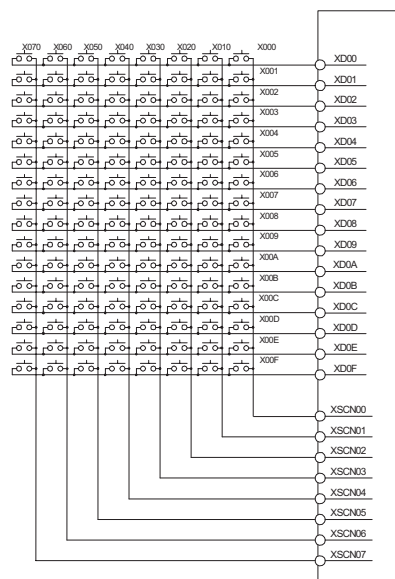 X070 X060 X050 X040 X030 X020 X010 X000
XD00
X001
XD01
X002
XD02
X003
XD03
X004
XD04
X005
XD05
X006
XD06
X007
XD07
X008
XD08
X009
XD09
X00A
XD0A
X00B
XD0B
X00C
XD0C
X00D
XD0D
X00E
XD0E
X00F
XD0F
XSCN00
XSCN01
XSCN02
XSCN03
XSCN04
XSCN05
XSCN06
XSCN07